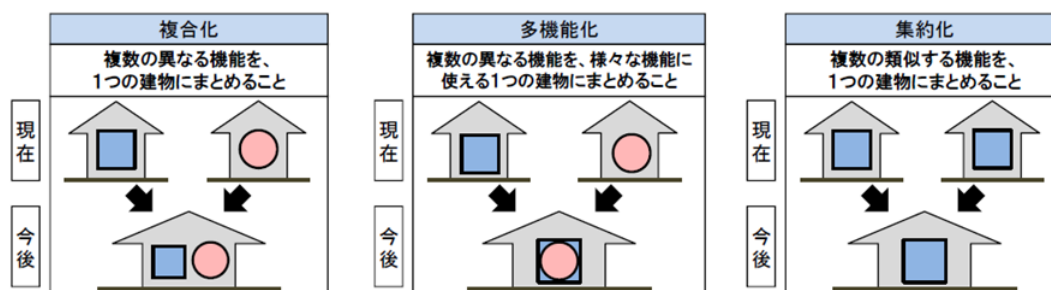 複合化
複数の異なる機能を、
1つの建物にまとめること
現在
今後
多機能化
複数の異なる機能を、様々な機能に
使える1つの建物にまとめること
現在
今後
集約化
複数の類似する機能を、
1つの建物にまとめること
現在
今後